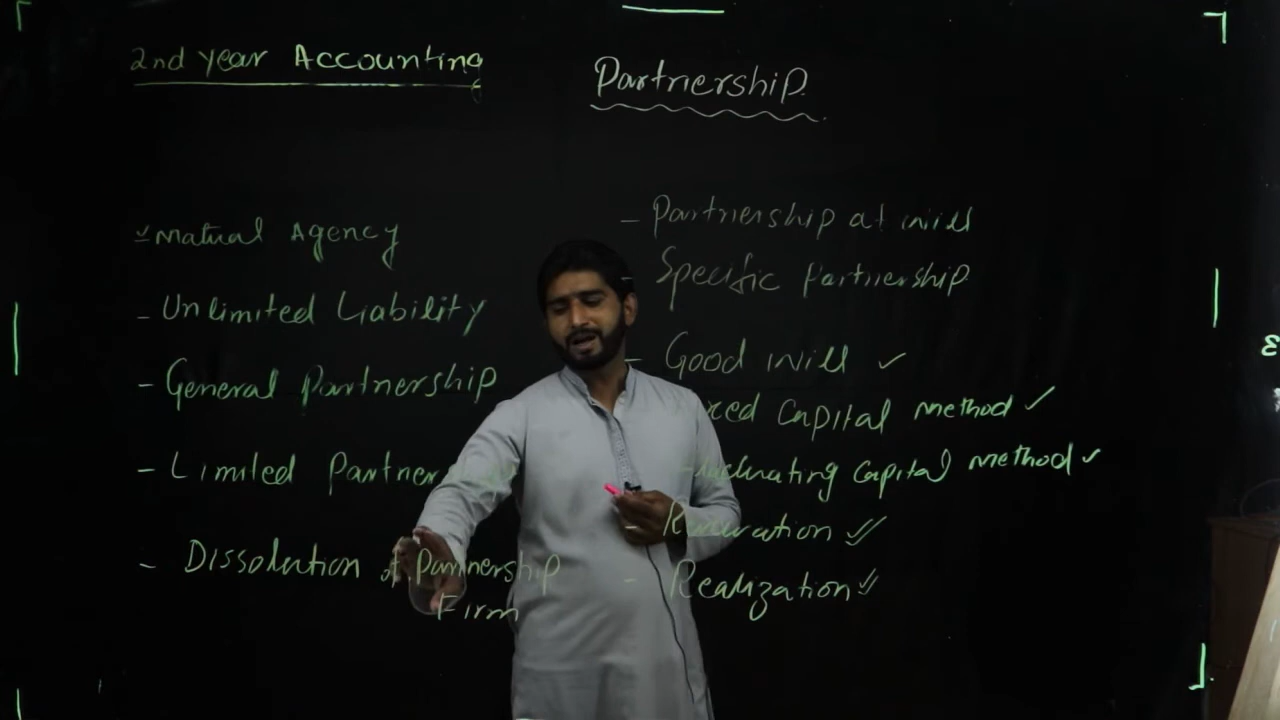 2nd year Accounting
Partnership
- Matual Agency
- Unlimited Liability
- General Partnership
- Limited Partner
- Dissolution of Partnership
Firm
- Partnership at will
- Specific Partnership
- Good will ✓
Capital method ✓
Capital method ✓
- Realization ✓